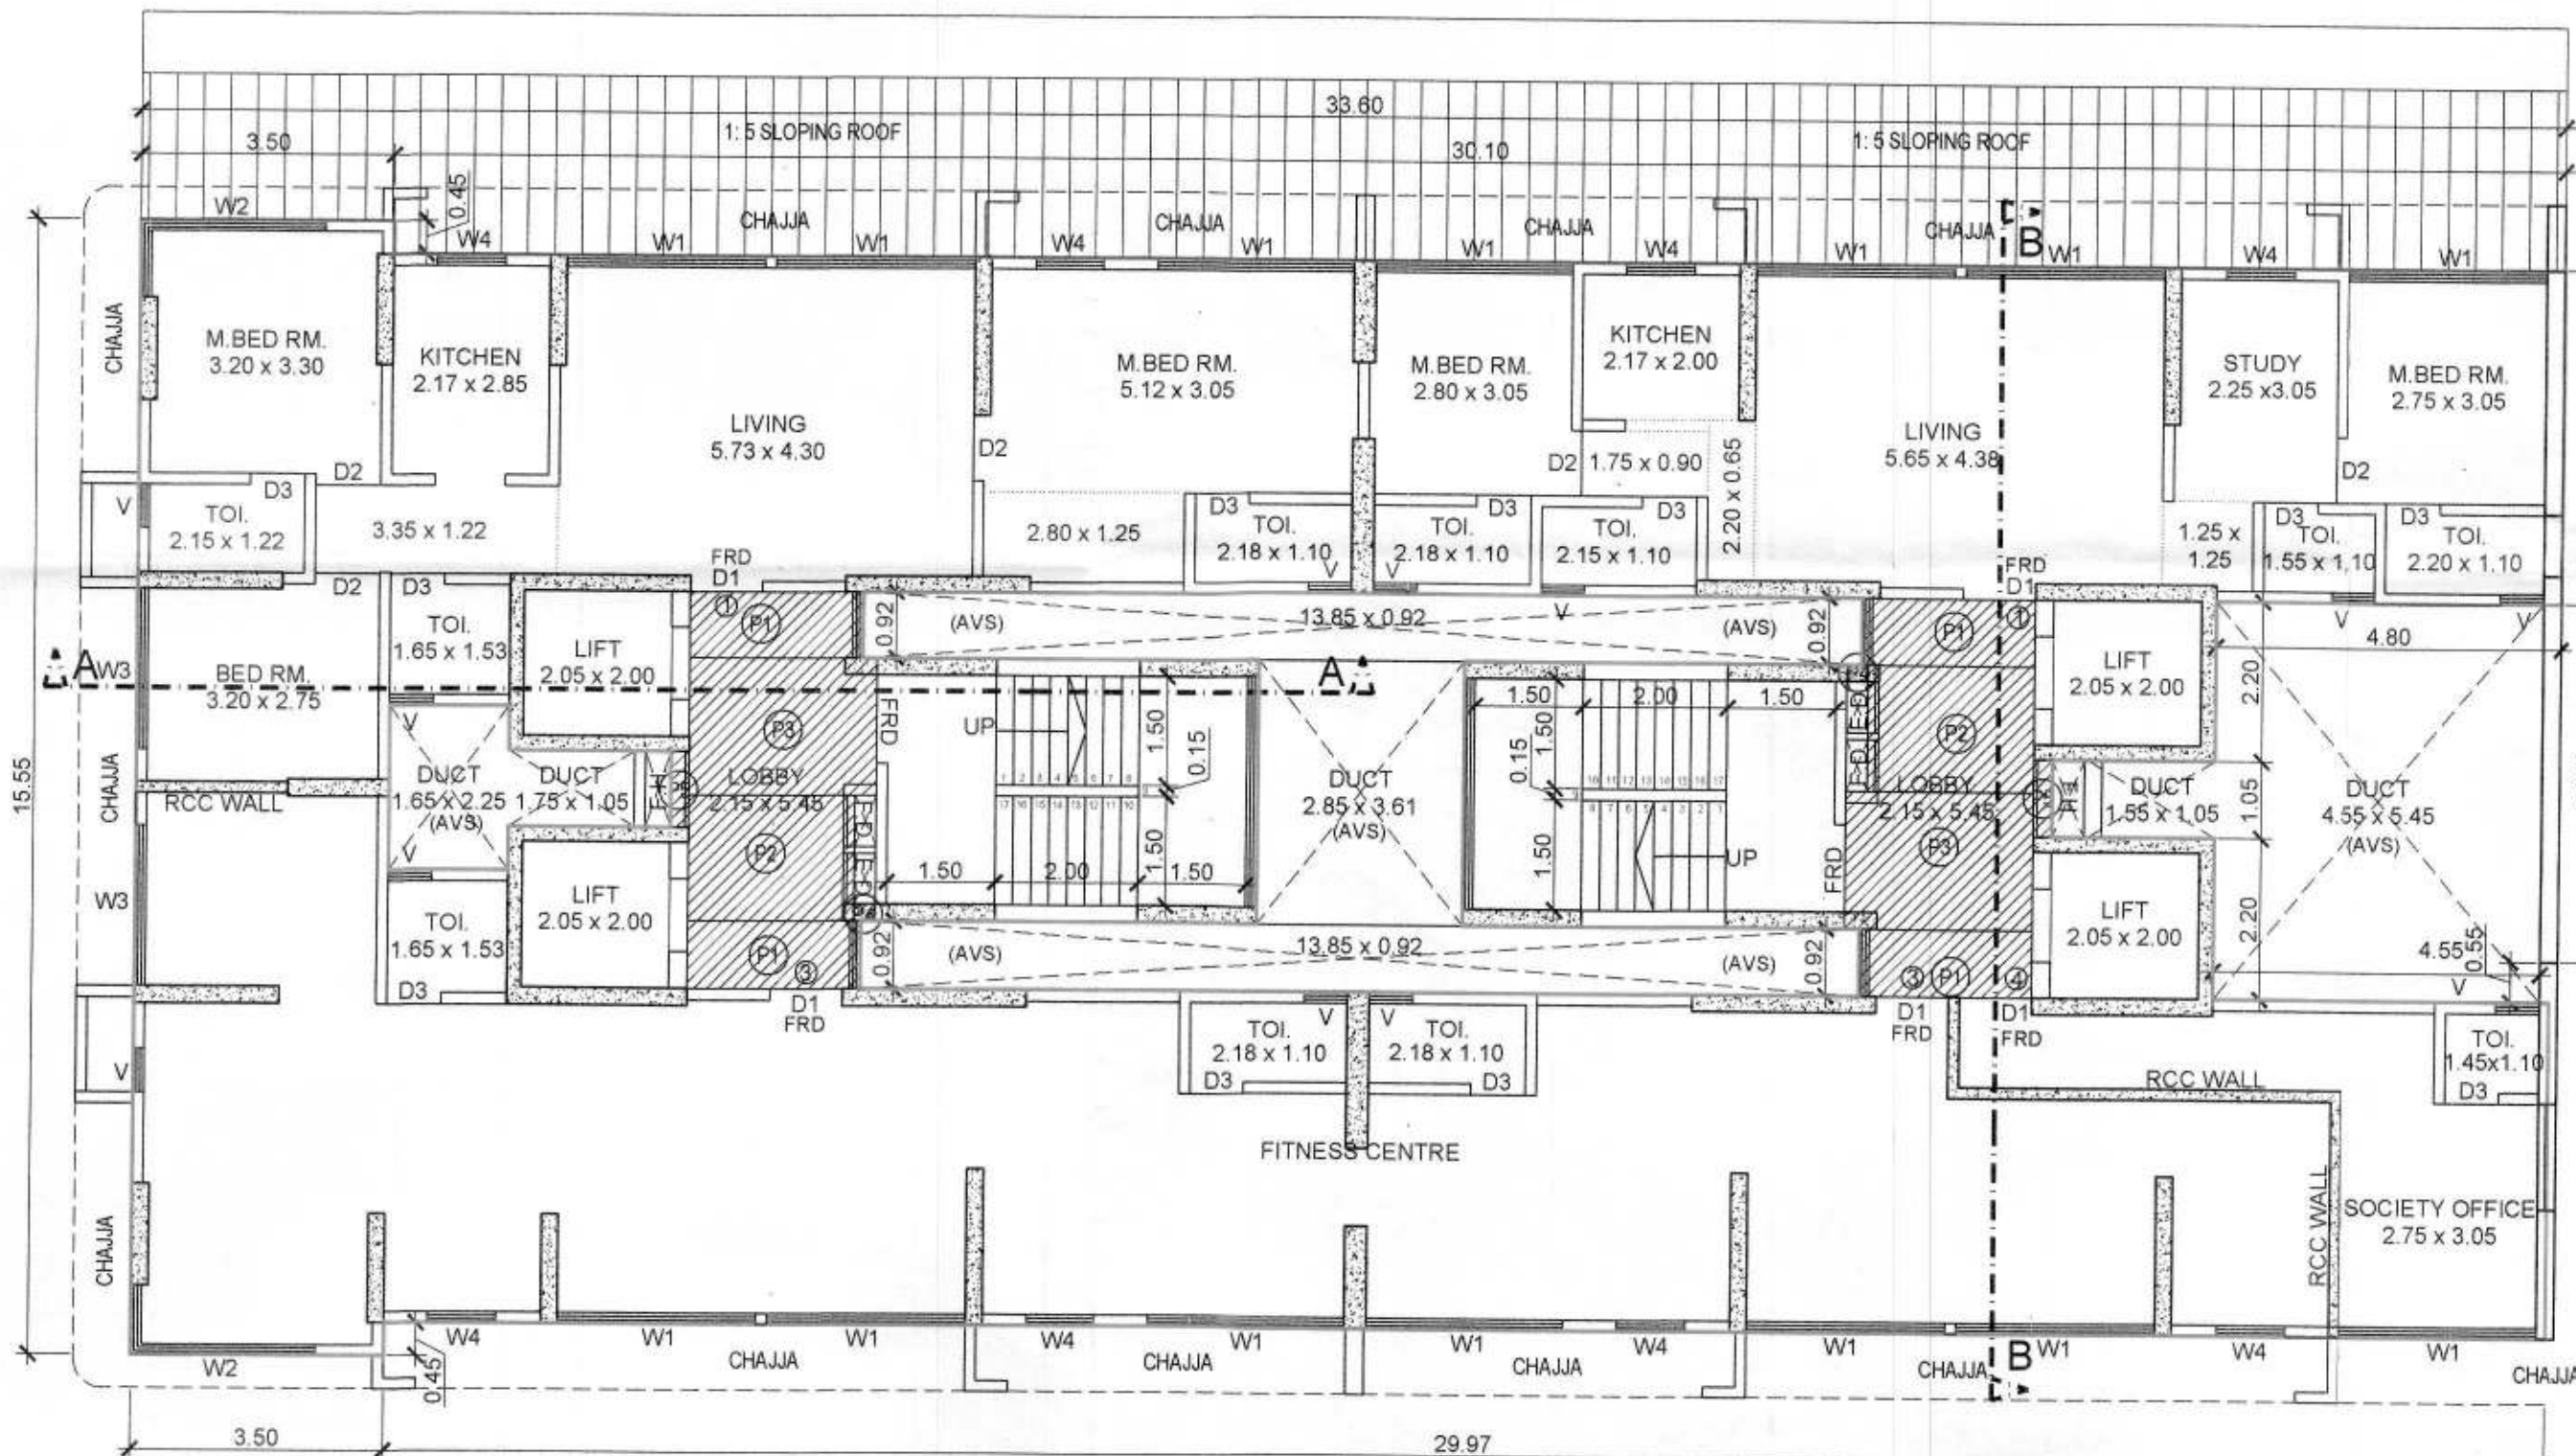 33.60
3.50
1: 5 SLOPING ROOF
1: 5 SLOPING ROOF
30.10
W2
0.45
W4
W1
CHAJJA
W1
W4
CHAJJA
W1
W1
CHAJJA
W4
W1
CHAJJA
B
W1
W4
W1
CHAJJA
M.BED RM.
3.20 x 3.30
KITCHEN
2.17 x 2.85
LIVING
5.73 x 4.30
M.BED RM.
5.12 x 3.05
M.BED RM.
2.80 x 3.05
KITCHEN
2.17 x 2.00
LIVING
5.65 x 4.38
STUDY
2.25 x3.05
M.BED RM.
2.75 x 3.05
D2
D2
D2
1.75 x 0.90
2.20 x 0.65
D2
V
D3
TOI.
2.15 x 1.22
3.35 x 1.22
2.80 x 1.25
D3
TOI.
2.18 x 1.10
V
D3
TOI.
2.18 x 1.10
V
D3
TOI.
2.15 x 1.10
V
1.25 x
1.25
D3
TOI.
1.55 x 1.10
V
D3
TOI.
2.20 x 1.10
V
FRD
D1
FRD
D1
D2
D3
TOI.
1.65 x 1.53
V
LIFT
2.05 x 2.00
1
P1
0.92
(AVS)
13.85 x 0.92
(AVS)
0.92
P1
1
LIFT
2.05 x 2.00
4.80
2.20
A
W3
BED RM.
3.20 x 2.75
A
P3
FRD
UP
1.50
0.15
1.50
2.00
1.50
1.50
0.15
P2
15.55
CHAJJA
RCC WALL
DUCT
1.65 x 2.25
(AVS)
V
DUCT
1.75 x 1.05
LOBBY
2.15 x 5.45
DUCT
2.85 x 3.61
(AVS)
LOBBY
2.15 x 5.45
DUCT
1.55 x 1.05
1.05
DUCT
4.55 x 5.45
(AVS)
P2
P3
1.50
2.00
1.50
1.50
1.50
UP
FRD
W3
TOI.
1.65 x 1.53
D3
LIFT
2.05 x 2.00
P1
3
0.92
(AVS)
13.85 x 0.92
(AVS)
0.92
3
P1
4
LIFT
2.05 x 2.00
2.20
4.55
0.55
V
D1
FRD
D1
FRD
D1
FRD
V
TOI.
2.18 x 1.10
D3
V
V
TOI.
2.18 x 1.10
D3
RCC WALL
TOI.
1.45x1.10
D3
FITNESS CENTRE
CHAJJA
RCC WALL
SOCIETY OFFICE
2.75 x 3.05
W2
0.45
W4
W1
CHAJJA
W1
W4
CHAJJA
W1
W1
CHAJJA
W4
W1
CHAJJA
B
W1
W4
W1
CHAJJA
3.50
29.97